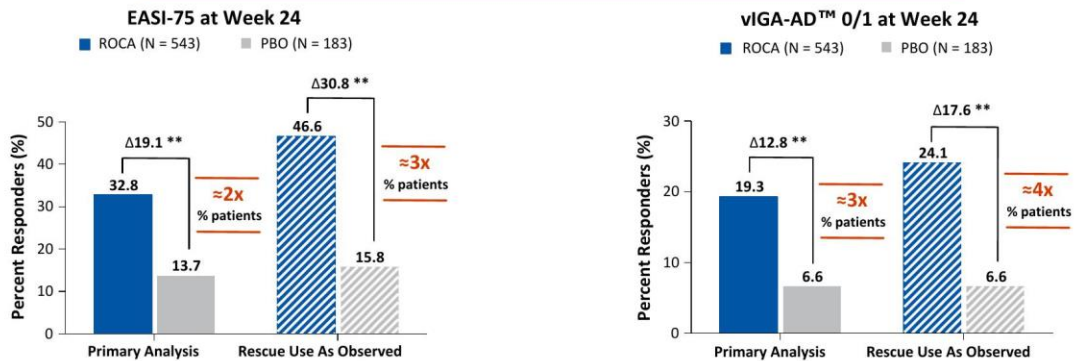 EASI-75 at Week 24
ROCA (N = 543) PBO (N = 183)
Percent Responders (%)
50
40
30
20
10
0
Δ19.1 **
32.8
13.7
≈2x
% patients
Δ30.8 **
46.6
15.8
≈3x
% patients
Primary Analysis
Rescue Use As Observed
vIGA-AD™ 0/1 at Week 24
ROCA (N = 543) PBO (N = 183)
Percent Responders (%)
30
20
10
0
Δ12.8 **
19.3
6.6
≈3x
% patients
Δ17.6 **
24.1
6.6
≈4x
% patients
Primary Analysis
Rescue Use As Observed